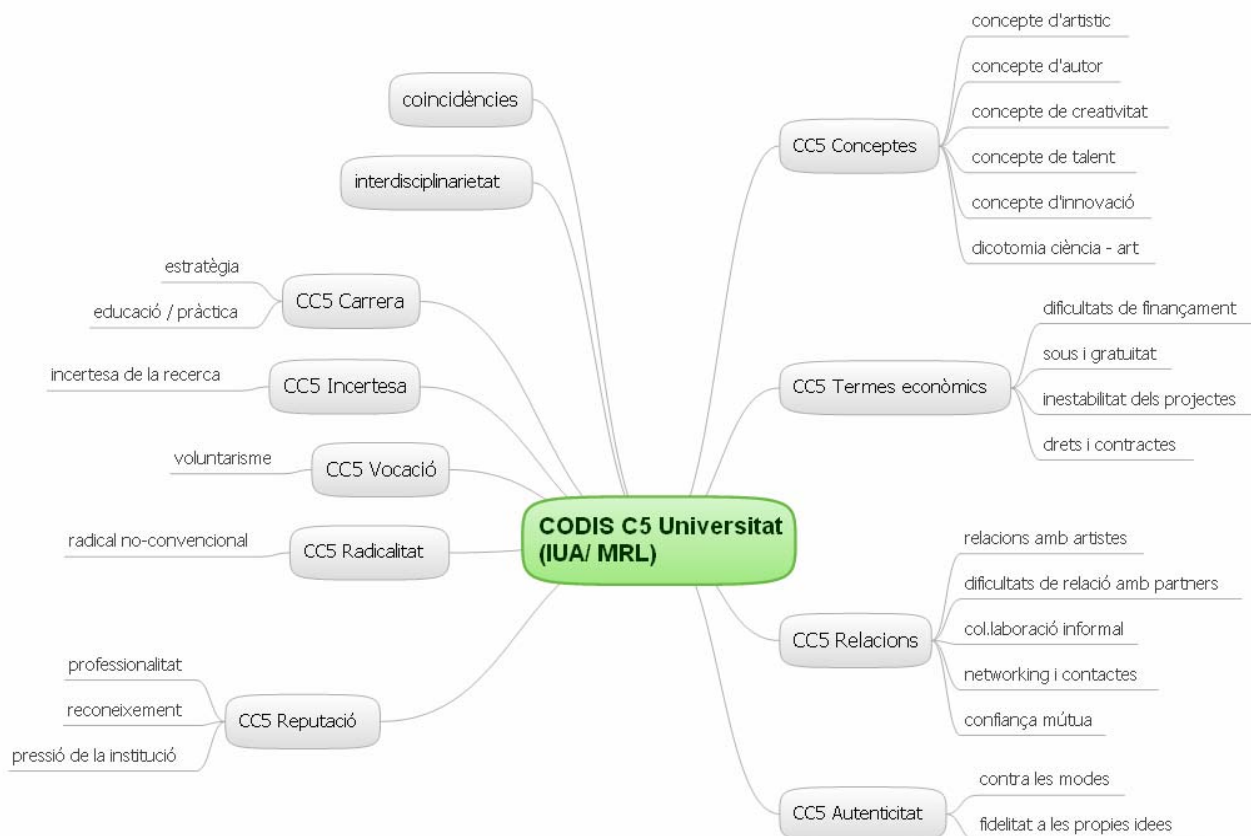 coincidències
interdisciplinarietat
CC5 Carrera
estratègia
educació / pràctica
CC5 Incertesa
incertesa de la recerca
CC5 Vocació
voluntarisme
CC5 Radicalitat
radical no-convencional
CC5 Reputació
professionalitat
reconeixement
pressió de la institució
CODIS C5 Universitat
(IUA/ MRL)
CC5 Conceptes
concepte d'artistic
concepte d'autor
concepte de creativitat
concepte de talent
concepte d'innovació
dicotomia ciència - art
CC5 Termes econòmics
dificultats de finançament
sous i gratuitat
inestabilitat dels projectes
drets i contractes
CC5 Relacions
relacions amb artistes
dificultats de relació amb partners
col.laboració informal
networking i contactes
confiança mútua
CC5 Autenticitat
contra les modes
fidelitat a les propies idees